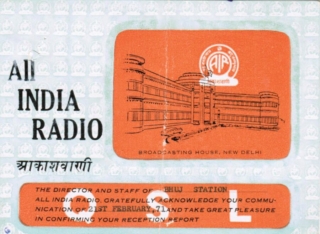 All
INDIA
RADIO
आकाशवाणी
AIR
BROADCASTING HOUSE, NEW DELHI
THE DIRECTOR AND STAFF OF BHUJ STATION
ALL INDIA RADIO, GRATEFULLY ACKNOWLEDGE YOUR COMMU-
NICATION OF 21ST FEBRUARY,71 AND TAKE GREAT PLEASURE
IN CONFIRMING YOUR RECEPTION REPORT
QSL